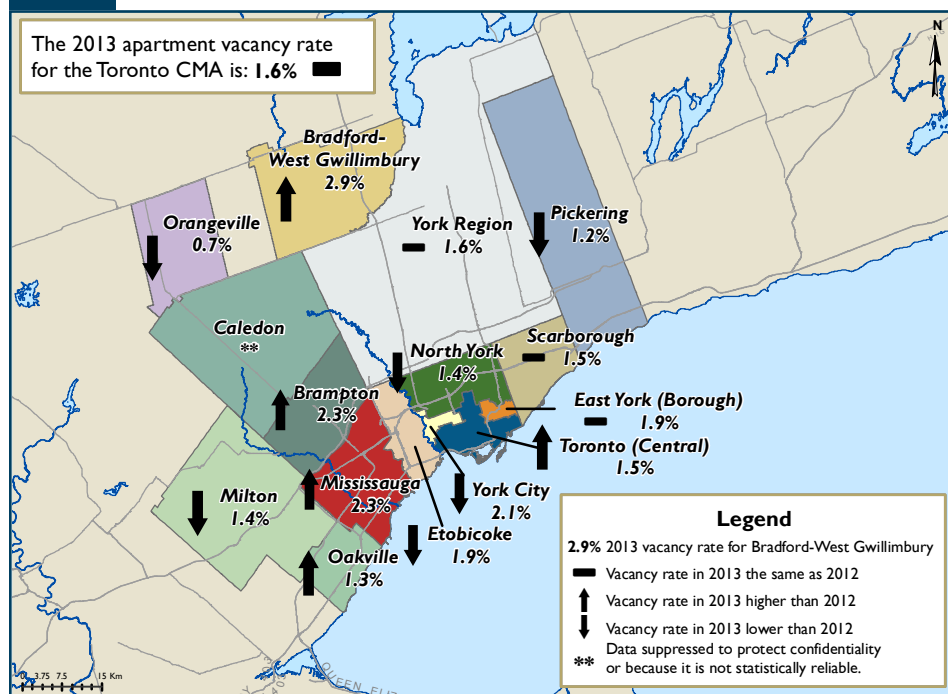 The 2013 apartment vacancy rate
for the Toronto CMA is: 1.6%
N
Bradford-
West Gwillimbury
2.9%
Orangeville
0.7%
York Region
1.6%
Pickering
1.2%
Caledon
**
North York
1.4%
Scarborough
1.5%
Brampton
2.3%
East York (Borough)
1.9%
Toronto (Central)
1.5%
Mississauga
2.3%
York City
2.1%
Milton
1.4%
Etobicoke
1.9%
Oakville
1.3%
Legend
2.9% 2013 vacancy rate for Bradford-West Gwillimbury
Vacancy rate in 2013 the same as 2012
Vacancy rate in 2013 higher than 2012
Vacancy rate in 2013 lower than 2012
Data suppressed to protect confidentiality
** or because it is not statistically reliable.
0 3.75 7.5 15 Km
QUEEN